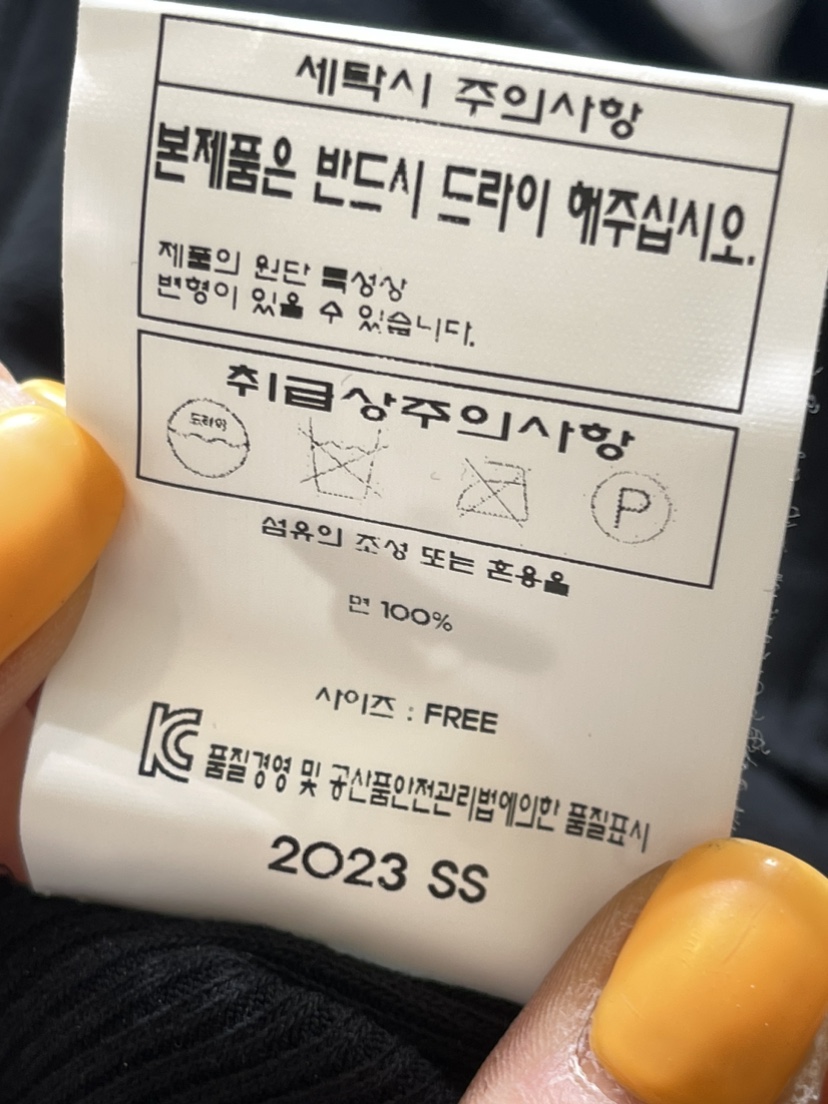 세탁시 주의사항
본제품은 반드시 드라이 해주십시오.
제품의 원단 특성상
변형이 있을 수 있습니다.
취급상주의사항
드라이
P
섬유의 조성 또는 혼용율
면 100%
사이즈 : FREE
KC 품질경영 및 공산품안전관리법에의한 품질표시
2023 SS